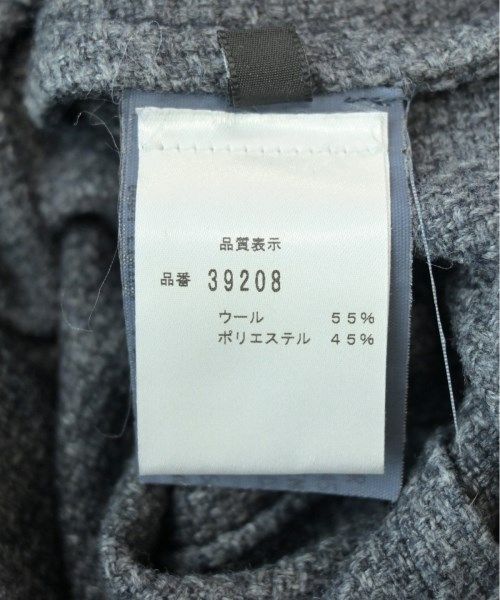 品質表示
品番 39208
ウール 55%
ポリエステル 45%